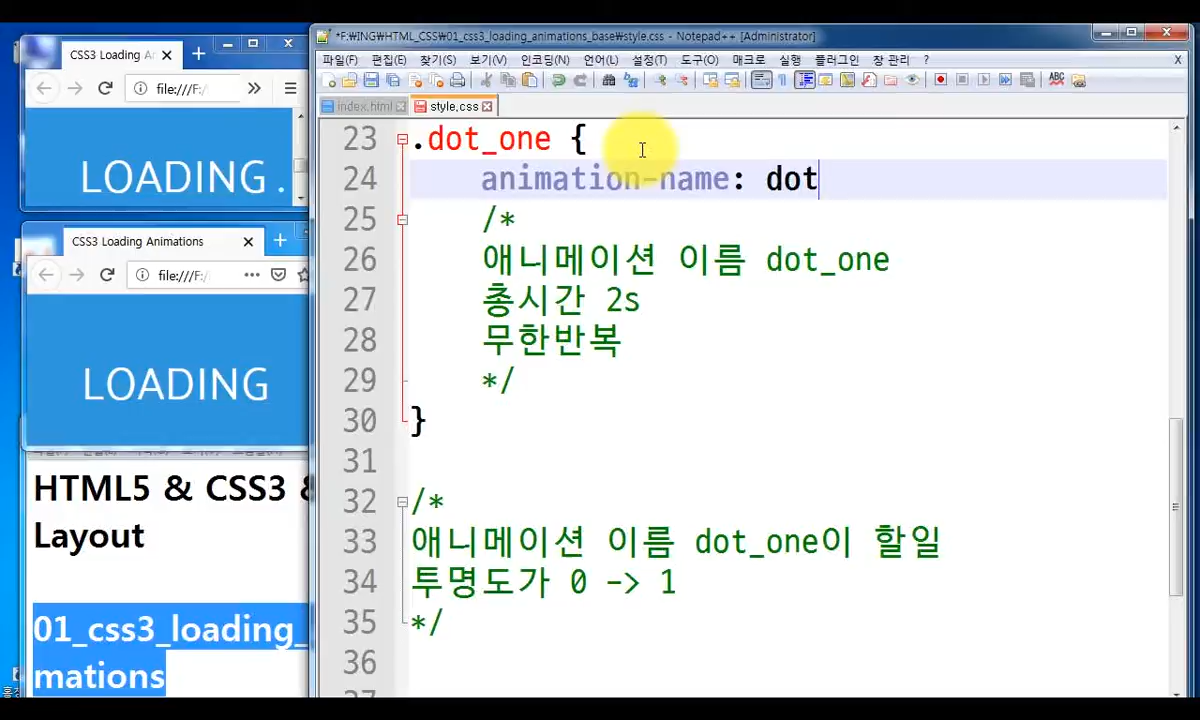 CSS3 Loading An
file:///F:/
LOADING .
CSS3 Loading Animations
file:///F:/
LOADING
HTML5 & CSS3 &
Layout
01_css3_loading_
mations
*F:₩ING₩HTML_CSS₩01_css3_loading_animations_base₩style.css - Notepad++ [Administrator]
파일(F) 편집(E) 찾기(S) 보기(V) 인코딩(N) 언어(L) 설정(T) 도구(O) 매크로 실행 플러그인 창 관리 ? X
index.html style.css
23 .dot_one {
24 animation-name: dot
25 /*
26 애니메이션 이름 dot_one
27 총시간 2s
28 무한반복
29 */
30 }
31
32 /*
33 애니메이션 이름 dot_one이 할일
34 투명도가 0 -> 1
35 */
36